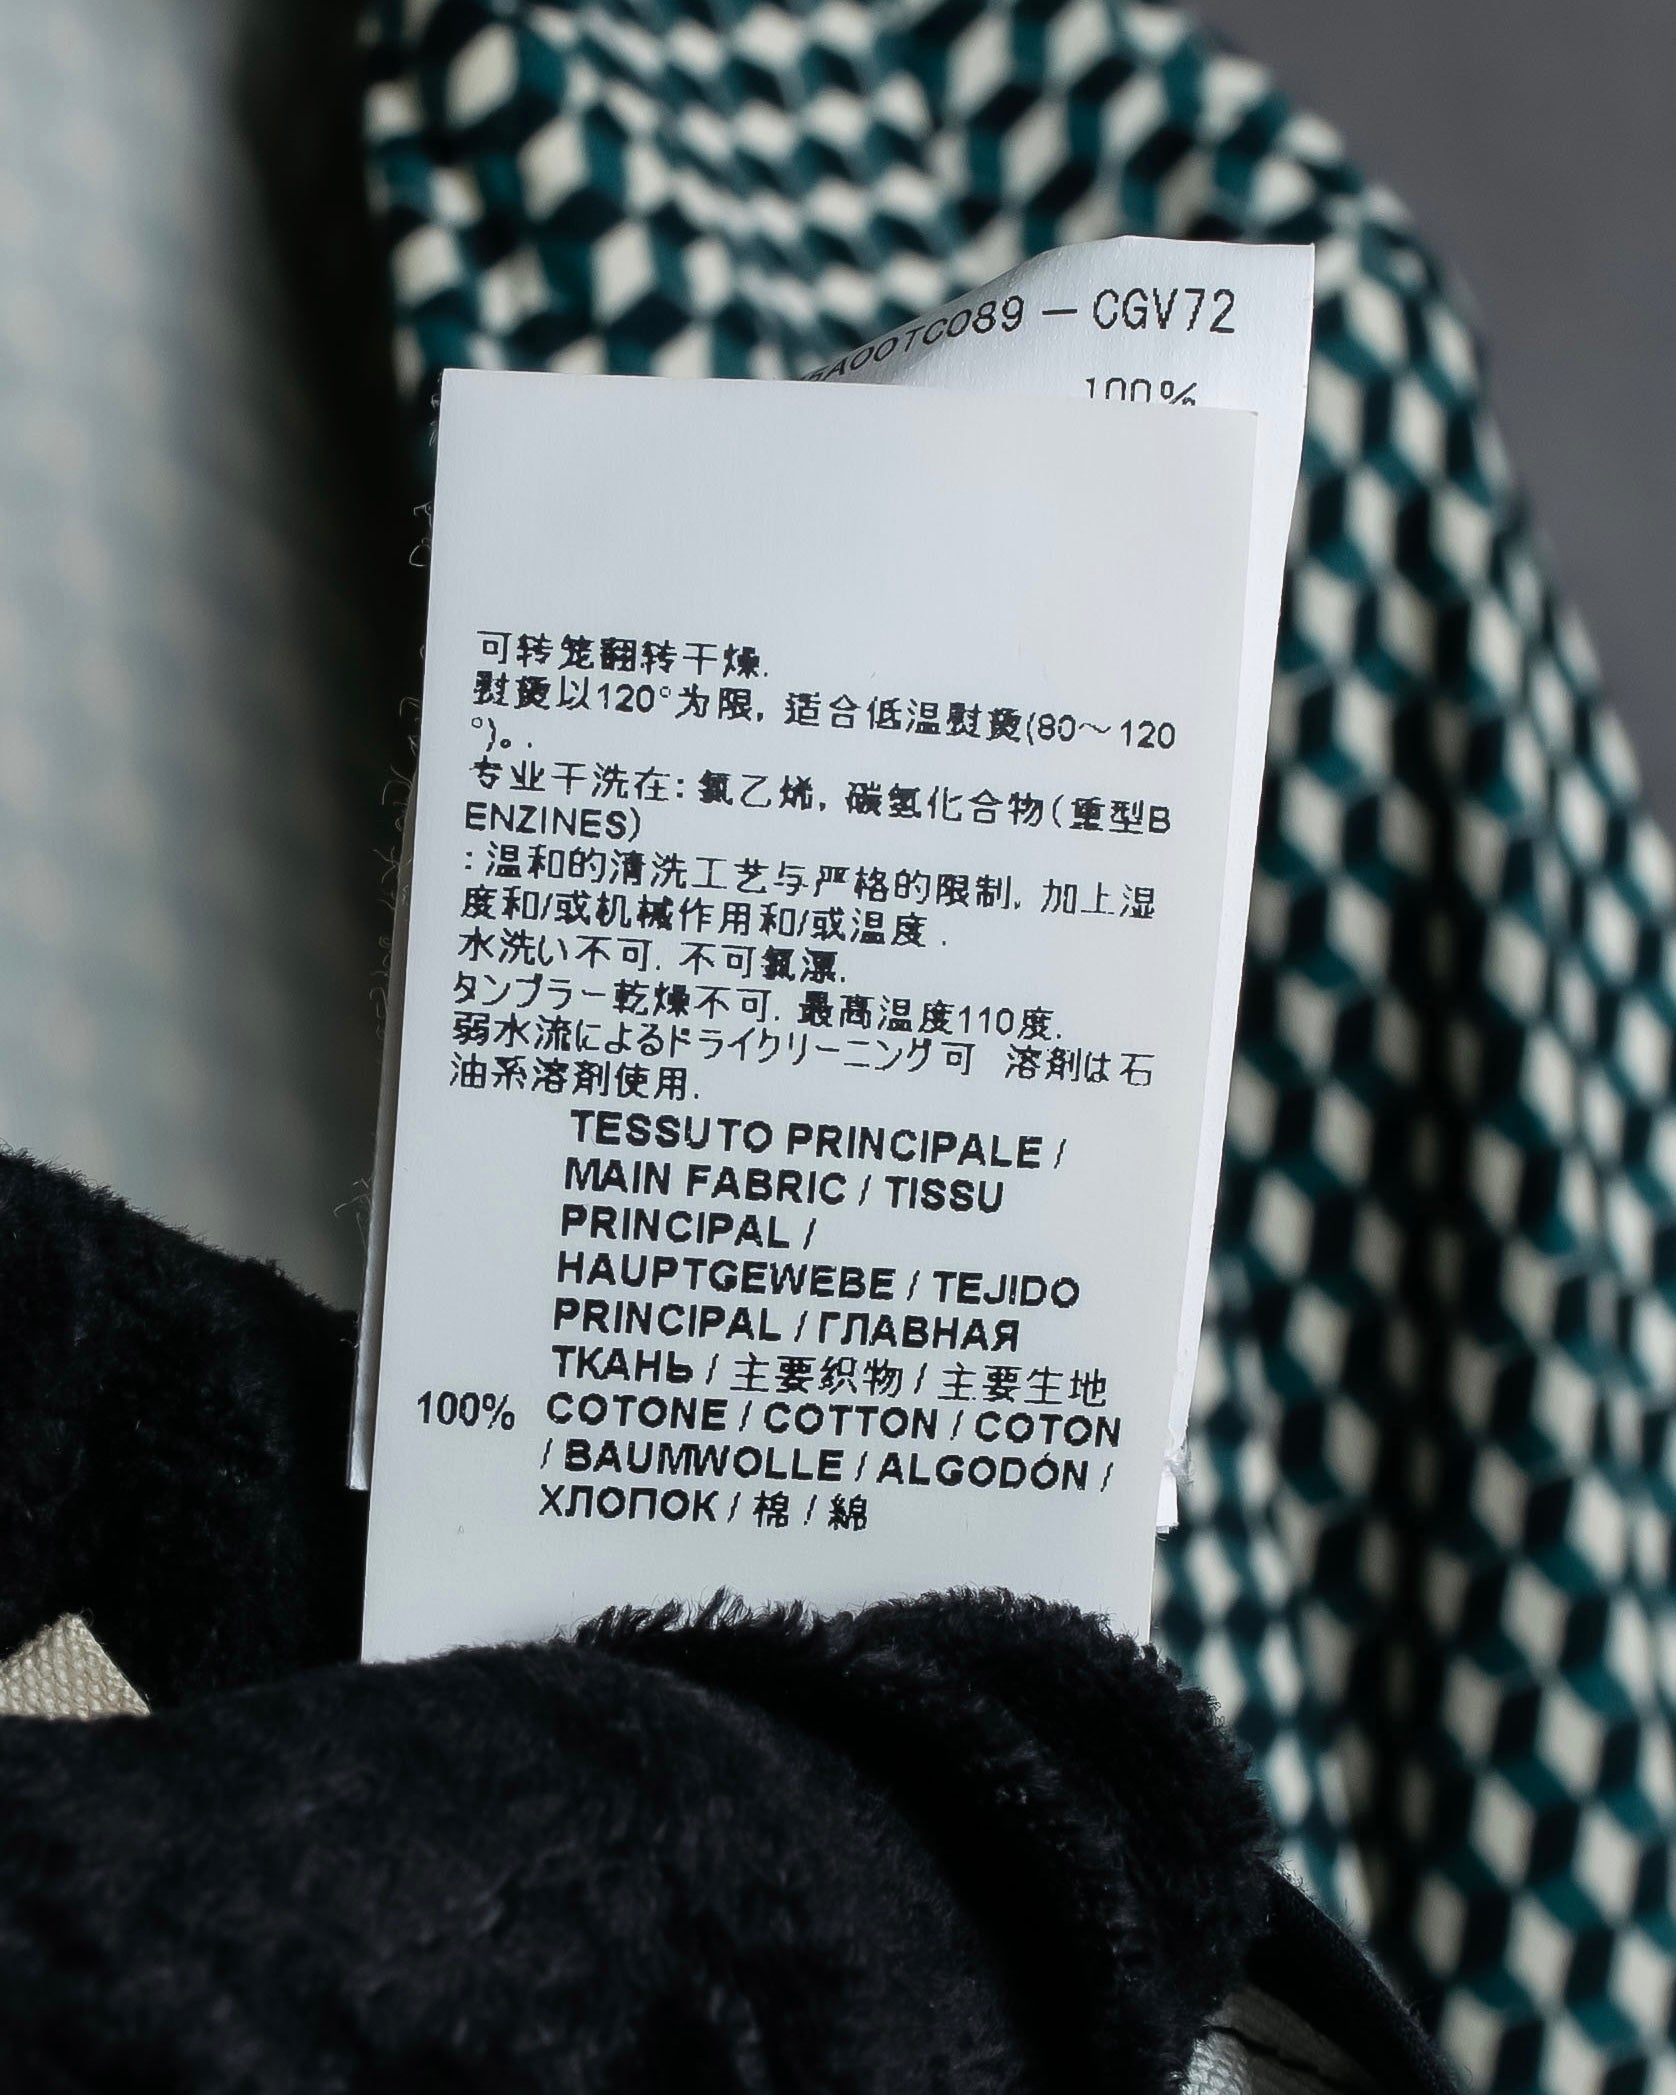 5A00TC089 — CGV72
100%
可转笼翻转干燥.
熨烫以120°为限, 适合低温熨烫(80～120
°)。.
专业干洗在: 氯乙烯, 碳氢化合物(重型B
ENZINES)
: 温和的清洗工艺与严格的限制, 加上湿
度和/或机械作用和/或温度 .
水洗い不可. 不可氯漂.
タンブラー乾燥不可. 最高温度110度.
弱水流によるドライクリーニング可 溶剤は石
油系溶剤使用.
TESSUTO PRINCIPALE /
MAIN FABRIC / TISSU
PRINCIPAL /
HAUPTGEWEBE / TEJIDO
PRINCIPAL / ГЛАВНАЯ
ТКАНЬ / 主要织物 / 主要生地
100% COTONE / COTTON / COTON
/ BAUMWOLLE / ALGODÓN /
ХЛОПОК / 棉 / 綿